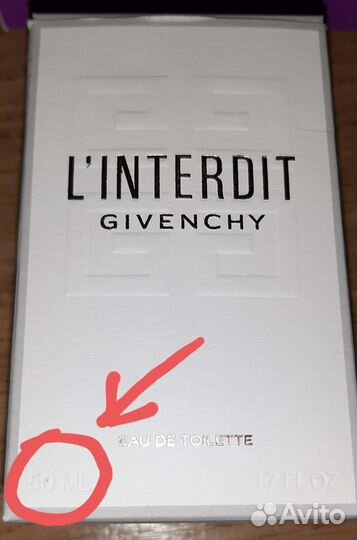 L'INTERDIT
GIVENCHY
EAU DE TOILETTE
50 ML 1.7 FL.OZ
Avito